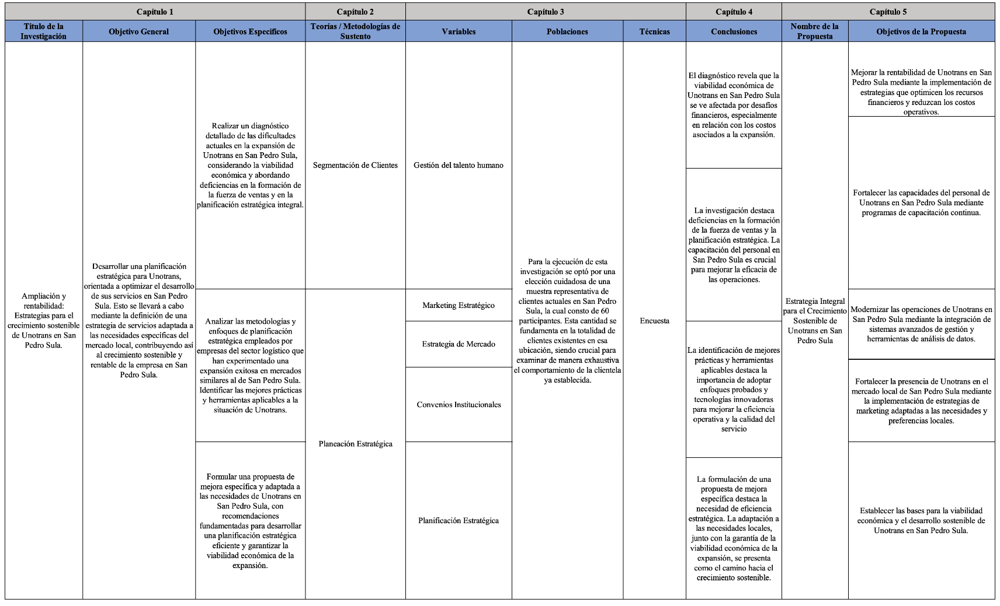 Capítulo 1
Capítulo 2
Capítulo 3
Capítulo 4
Capítulo 5
Titulo de la
Investigación
Objetivo General
Objetivos Especificos
Teorías / Metodologías de
Sustento
Variables
Poblaciones
Técnicas
Conclusiones
Nombre de la
Propuesta
Objetivos de la Propuesta
Ampliación y
rentabilidad:
Estrategias para el
crecimiento sostenible
de Unotrans en San
Pedro Sula.
Desarrollar una planificación
estratégica para Unotrans,
orientada a optimizar el desarrollo
de sus servicios en San Pedro
Sula. Esto se llevará a cabo
mediante la definición de una
estrategia de servicios adaptada a
las necesidades específicas del
mercado local, contribuyendo así
al crecimiento sostenible y
rentable de la empresa en San
Pedro Sula.
Realizar un diagnóstico
detallado de las dificultades
actuales en la expansión de
Unotrans en San Pedro Sula,
considerando la viabilidad
económica y abordando
deficiencias en la formación de
la fuerza de ventas y en la
planificación estratégica integral.
Analizar las metodologías y
enfoques de planificación
estratégica empleados por
empresas del sector logístico que
han experimentado una
expansión exitosa en mercados
similares al de San Pedro Sula.
Identificar las mejores prácticas
y herramientas aplicables a la
situación de Unotrans.
Formular una propuesta de
mejora específica y adaptada a
las necesidades de Unotrans en
San Pedro Sula, con
recomendaciones
fundamentadas para desarrollar
una planificación estratégica
eficiente y garantizar la
viabilidad económica de la
expansión.
Segmentación de Clientes
Planeación Estratégica
Gestión del talento humano
Marketing Estratégico
Estrategia de Mercado
Convenios Institucionales
Planificación Estratégica
Para la ejecución de esta
investigación se optó por una
elección cuidadosa de una
muestra representativa de
clientes actuales en San Pedro
Sula, la cual consto de 60
participantes. Esta cantidad se
fundamenta en la totalidad de
clientes existentes en esa
ubicación, siendo crucial para
examinar de manera exhaustiva
el comportamiento de la clientela
ya establecida.
Encuesta
El diagnóstico revela que la
viabilidad económica de
Unotrans en San Pedro Sula
se ve afectada por desafíos
financieros, especialmente
en relación con los costos
asociados a la expansión.
La investigación destaca
deficiencias en la formación
de la fuerza de ventas y la
planificación estratégica. La
capacitación del personal en
San Pedro Sula es crucial
para mejorar la eficacia de
las operaciones.
La identificación de mejores
prácticas y herramientas
aplicables destaca la
importancia de adoptar
enfoques probados y
tecnologías innovadoras
para mejorar la eficiencia
operativa y la calidad del
servicio
La formulación de una
propuesta de mejora
específica destaca la
necesidad de eficiencia
estratégica. La adaptación a
las necesidades locales,
junto con la garantía de la
viabilidad económica de la
expansión, se presenta
como el camino hacia el
crecimiento sostenible.
Estrategia Integral
para el Crecimiento
Sostenible de
Unotrans en San
Pedro Sula
Mejorar la rentabilidad de Unotrans en San
Pedro Sula mediante la implementación de
estrategias que optimicen los recursos
financieros y reduzcan los costos
operativos.
Fortalecer las capacidades del personal de
Unotrans en San Pedro Sula mediante
programas de capacitación continua.
Modernizar las operaciones de Unotrans en
San Pedro Sula mediante la integración de
sistemas avanzados de gestión y
herramientas de análisis de datos.
Fortalecer la presencia de Unotrans en el
mercado local de San Pedro Sula mediante
la implementación de estrategias de
marketing adaptadas a las necesidades y
preferencias locales.
Establecer las bases para la viabilidad
económica y el desarrollo sostenible de
Unotrans en San Pedro Sula.